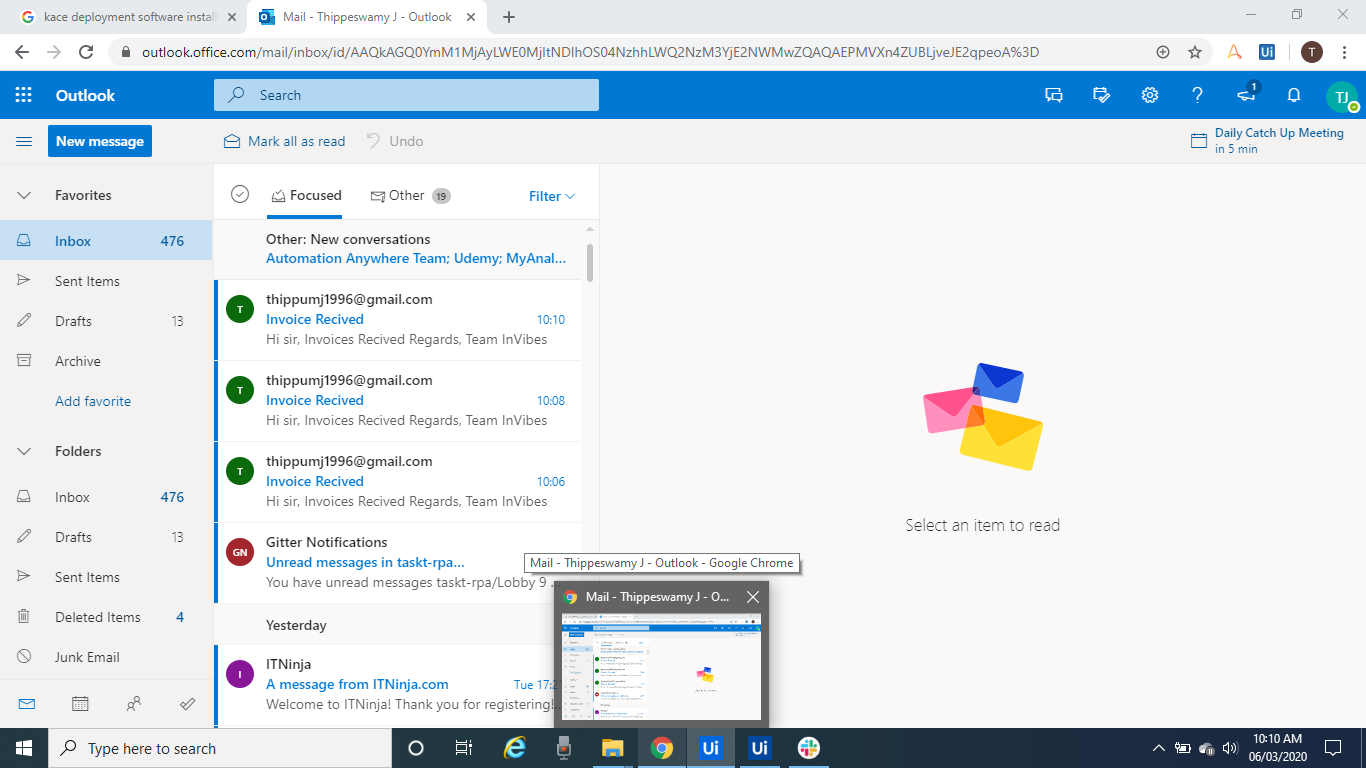 kace deployment software install
Mail - Thippeswamy J - Outlook
outlook.office.com/mail/inbox/id/AAQkAGQ0YmM1MjAyLWE0MjItNDlhOS04NzhhLWQ2NzM3YjE2NWMwZQAQAEPMVXn4ZUBLjveJE2qpeoA%3D
Ui
T
Outlook
Search
1
TJ
New message
Mark all as read
Undo
Daily Catch Up Meeting
in 5 min
Favorites
Inbox 476
Sent Items
Drafts 13
Archive
Add favorite
Folders
Inbox 476
Drafts 13
Sent Items
Deleted Items 4
Junk Email
Focused
Other 19
Filter
Other: New conversations
Automation Anywhere Team; Udemy; MyAnal...
T
thippumj1996@gmail.com
Invoice Recived 10:10
Hi sir, Invoices Recived Regards, Team InVibes
T
thippumj1996@gmail.com
Invoice Recived 10:08
Hi sir, Invoices Recived Regards, Team InVibes
T
thippumj1996@gmail.com
Invoice Recived 10:06
Hi sir, Invoices Recived Regards, Team InVibes
GN
Gitter Notifications
Unread messages in taskt-rpa...
You have unread messages taskt-rpa/Lobby 9 ...
Yesterday
I
ITNinja
A message from ITNinja.com Tue 17:2
Welcome to ITNinja! Thank you for registering!
Select an item to read
Mail - Thippeswamy J - Outlook - Google Chrome
Mail - Thippeswamy J - O...
Type here to search
Ui
Ui
10:10 AM
06/03/2020